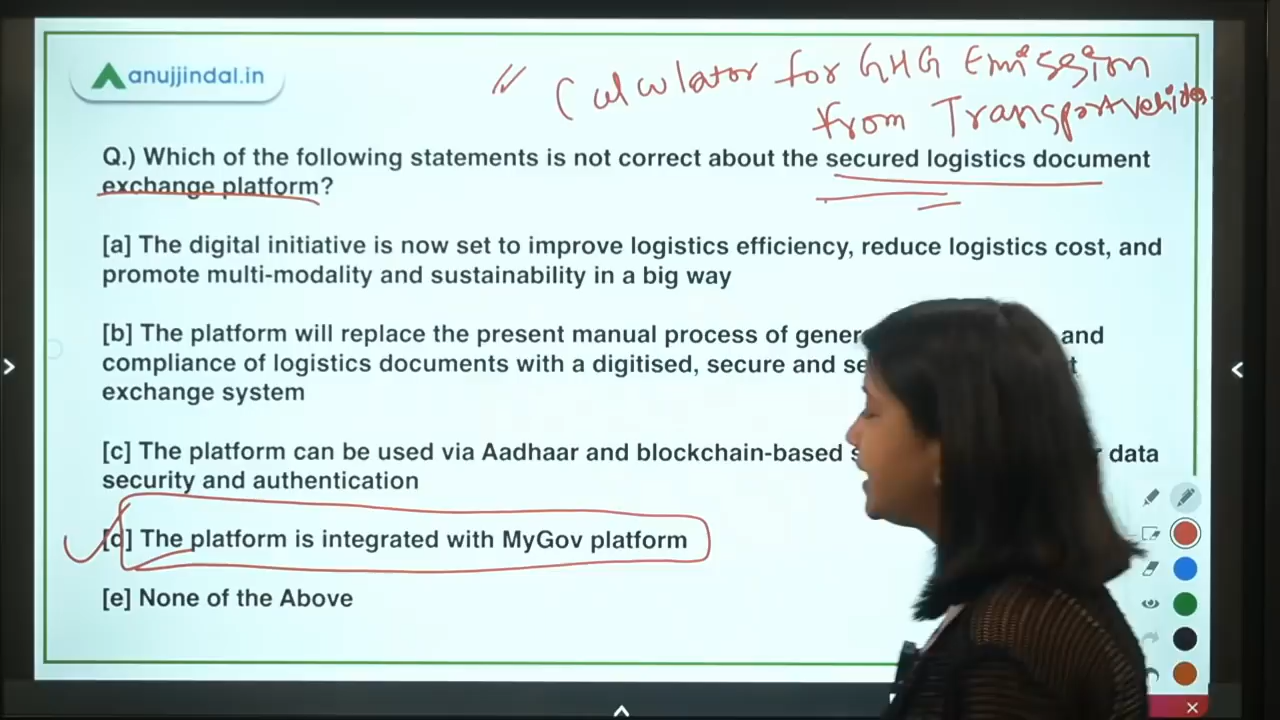 anujjindal.in
" Calculator for GHG Emission
from Transport vehicles
Q.) Which of the following statements is not correct about the secured logistics document
exchange platform?
[a] The digital initiative is now set to improve logistics efficiency, reduce logistics cost, and
promote multi-modality and sustainability in a big way
[b] The platform will replace the present manual process of and
compliance of logistics documents with a digitised, secure and
exchange system
[c] The platform can be used via Aadhaar and blockchain-based data
security and authentication
[d] The platform is integrated with MyGov platform
[e] None of the Above